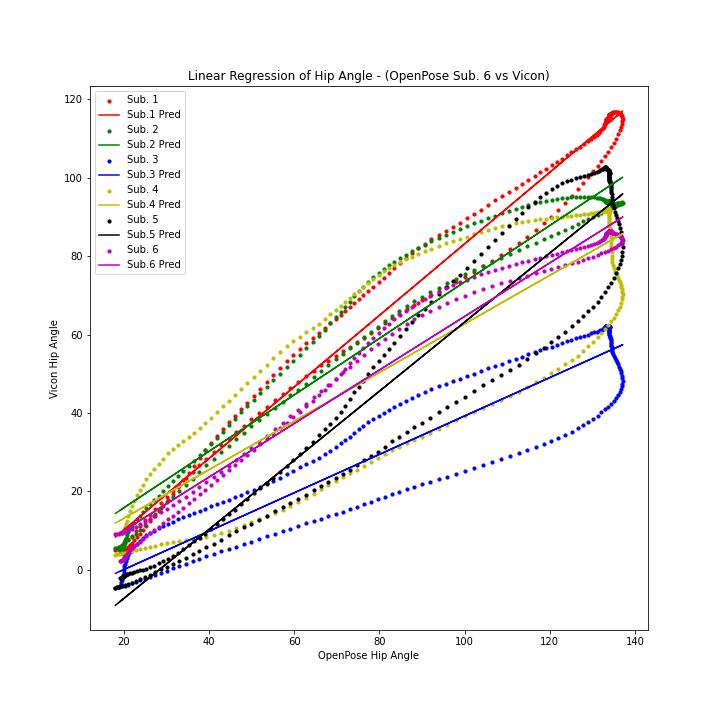 Linear Regression of Hip Angle - (OpenPose Sub. 6 vs Vicon)
Sub. 1
Sub.1 Pred
Sub. 2
Sub.2 Pred
Sub. 3
Sub.3 Pred
Sub. 4
Sub.4 Pred
Sub. 5
Sub.5 Pred
Sub. 6
Sub.6 Pred
Vicon Hip Angle
120
100
80
60
40
20
0
20 40 60 80 100 120 140
OpenPose Hip Angle